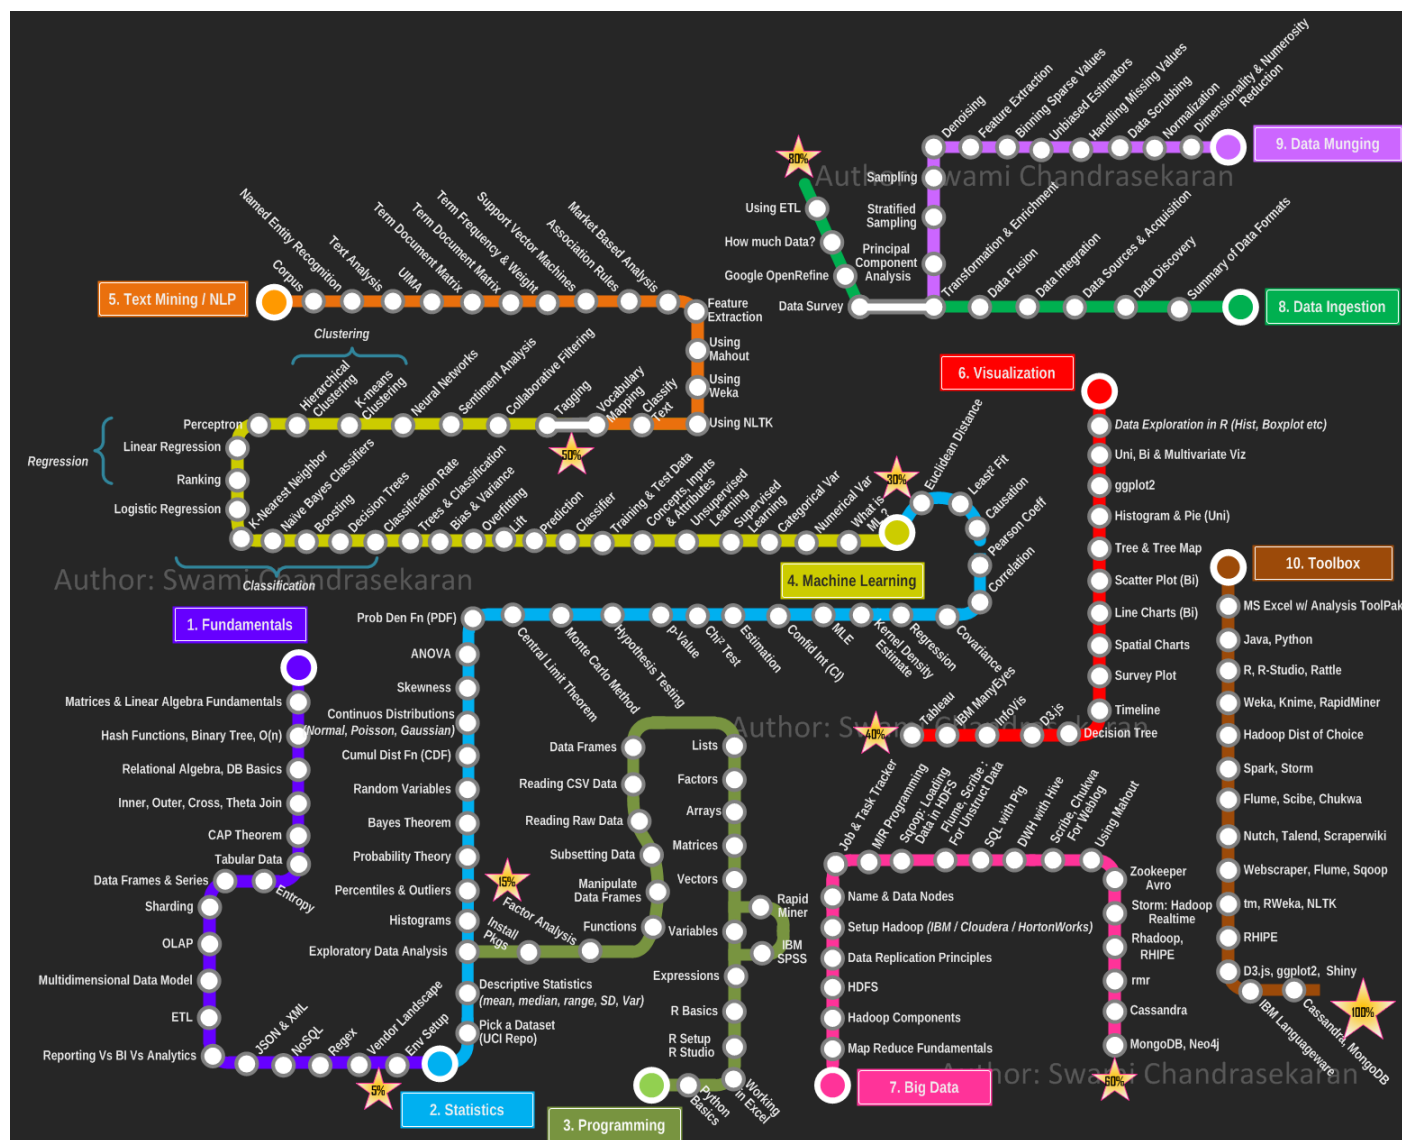 Denoising
Feature Extraction
Binning Sparse Values
Unbiased Estimators
Handling Missing Values
Data Scrubbing
Normalization
Dimensionality & Numerosity
Reduction
9. Data Munging
80%
Author: Swami Chandrasekaran
Sampling
Using ETL
Stratified
Sampling
How much Data?
Principal
Component
Analysis
Google OpenRefine
Data Survey
Transformation & Enrichment
Data Fusion
Data Integration
Data Sources & Acquisition
Data Discovery
Summary of Data Formats
8. Data Ingestion
5. Text Mining / NLP
Corpus
Named Entity Recognition
Text Analysis
UIMA
Term Document Matrix
Term Document Matrix
Term Frequency & Weight
Support Vector Machines
Association Rules
Market Based Analysis
Feature
Extraction
Using
Mahout
Using
Weka
Using NLTK
Classify
Text
Vocabulary
Mapping
50%
Tagging
Collaborative Filtering
Sentiment Analysis
Neural Networks
K-means
Clustering
Hierarchical
Clustering
Clustering
Perceptron
Linear Regression
Regression
Ranking
Logistic Regression
K-Nearest Neighbor
Naïve Bayes Classifiers
Boosting
Decision Trees
Classification Rate
Trees & Classification
Bias & Variance
Overfitting
Lift
Prediction
Classifier
Training & Test Data
Concepts, Inputs
& Attributes
Unsupervised
Learning
Supervised
Learning
Categorical Var
Numerical Var
What is
ML?
30%
4. Machine Learning
Classification
Author: Swami Chandrasekaran
Euclidean Distance
Least² Fit
Causation
Pearson Coeff
Correlation
Covariance
Regression
Kernel Density
Estimate
MLE
Confid Int (CI)
Estimation
Chi² Test
p-Value
Hypothesis Testing
Monte Carlo Method
Central Limit Theorem
Prob Den Fn (PDF)
ANOVA
Skewness
Continuos Distributions
(Normal, Poisson, Gaussian)
Cumul Dist Fn (CDF)
Random Variables
Bayes Theorem
Probability Theory
Percentiles & Outliers
Histograms
Exploratory Data Analysis
Descriptive Statistics
(mean, median, range, SD, Var)
Pick a Dataset
(UCI Repo)
2. Statistics
1. Fundamentals
Matrices & Linear Algebra Fundamentals
Hash Functions, Binary Tree, O(n)
Relational Algebra, DB Basics
Inner, Outer, Cross, Theta Join
CAP Theorem
Tabular Data
Entropy
Data Frames & Series
Sharding
OLAP
Multidimensional Data Model
ETL
Reporting Vs BI Vs Analytics
JSON & XML
NoSQL
Regex
Vendor Landscape
Env Setup
5%
15%
Install
Pkgs
Factor Analysis
Functions
Manipulate
Data Frames
Subsetting Data
Reading Raw Data
Reading CSV Data
Data Frames
Lists
Factors
Arrays
Matrices
Vectors
Rapid
Miner
Variables
IBM
SPSS
Expressions
R Basics
R Setup
R Studio
Working
in Excel
Python
Basics
3. Programming
6. Visualization
Data Exploration in R (Hist, Boxplot etc)
Uni, Bi & Multivariate Viz
ggplot2
Histogram & Pie (Uni)
Tree & Tree Map
Scatter Plot (Bi)
Line Charts (Bi)
Spatial Charts
Survey Plot
Timeline
Decision Tree
D3.js
InfoVis
IBM ManyEyes
Tableau
40%
Author: Swami Chandrasekaran
Job & Task Tracker
M/R Programming
Sqoop: Loading
Data in HDFS
Flume, Scribe :
For Unstruct Data
SQL with Pig
DWH with Hive
Scribe, Chukwa
For Weblog
Using Mahout
Zookeeper
Avro
Name & Data Nodes
Storm: Hadoop
Realtime
Setup Hadoop (IBM / Cloudera / HortonWorks)
Rhadoop,
RHIPE
Data Replication Principles
rmr
HDFS
Cassandra
Hadoop Components
MongoDB, Neo4j
Map Reduce Fundamentals
60%
7. Big Data
Author: Swami Chandrasekaran
10. Toolbox
MS Excel w/ Analysis ToolPak
Java, Python
R, R-Studio, Rattle
Weka, Knime, RapidMiner
Hadoop Dist of Choice
Spark, Storm
Flume, Scibe, Chukwa
Nutch, Talend, Scraperwiki
Webscraper, Flume, Sqoop
tm, RWeka, NLTK
RHIPE
D3.js, ggplot2, Shiny
IBM Languageware
Cassandra, MongoDB
100%